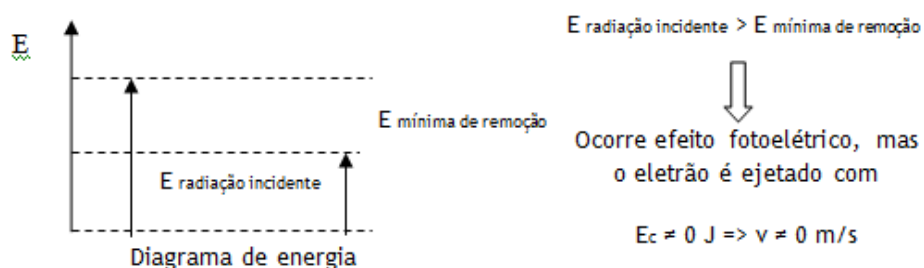 E
E mínima de remoção
E radiação incidente
Diagrama de energia
E radiação incidente > E mínima de remoção
Ocorre efeito fotoelétrico, mas
o eletrão é ejetado com
Ec ≠ 0 J => v ≠ 0 m/s